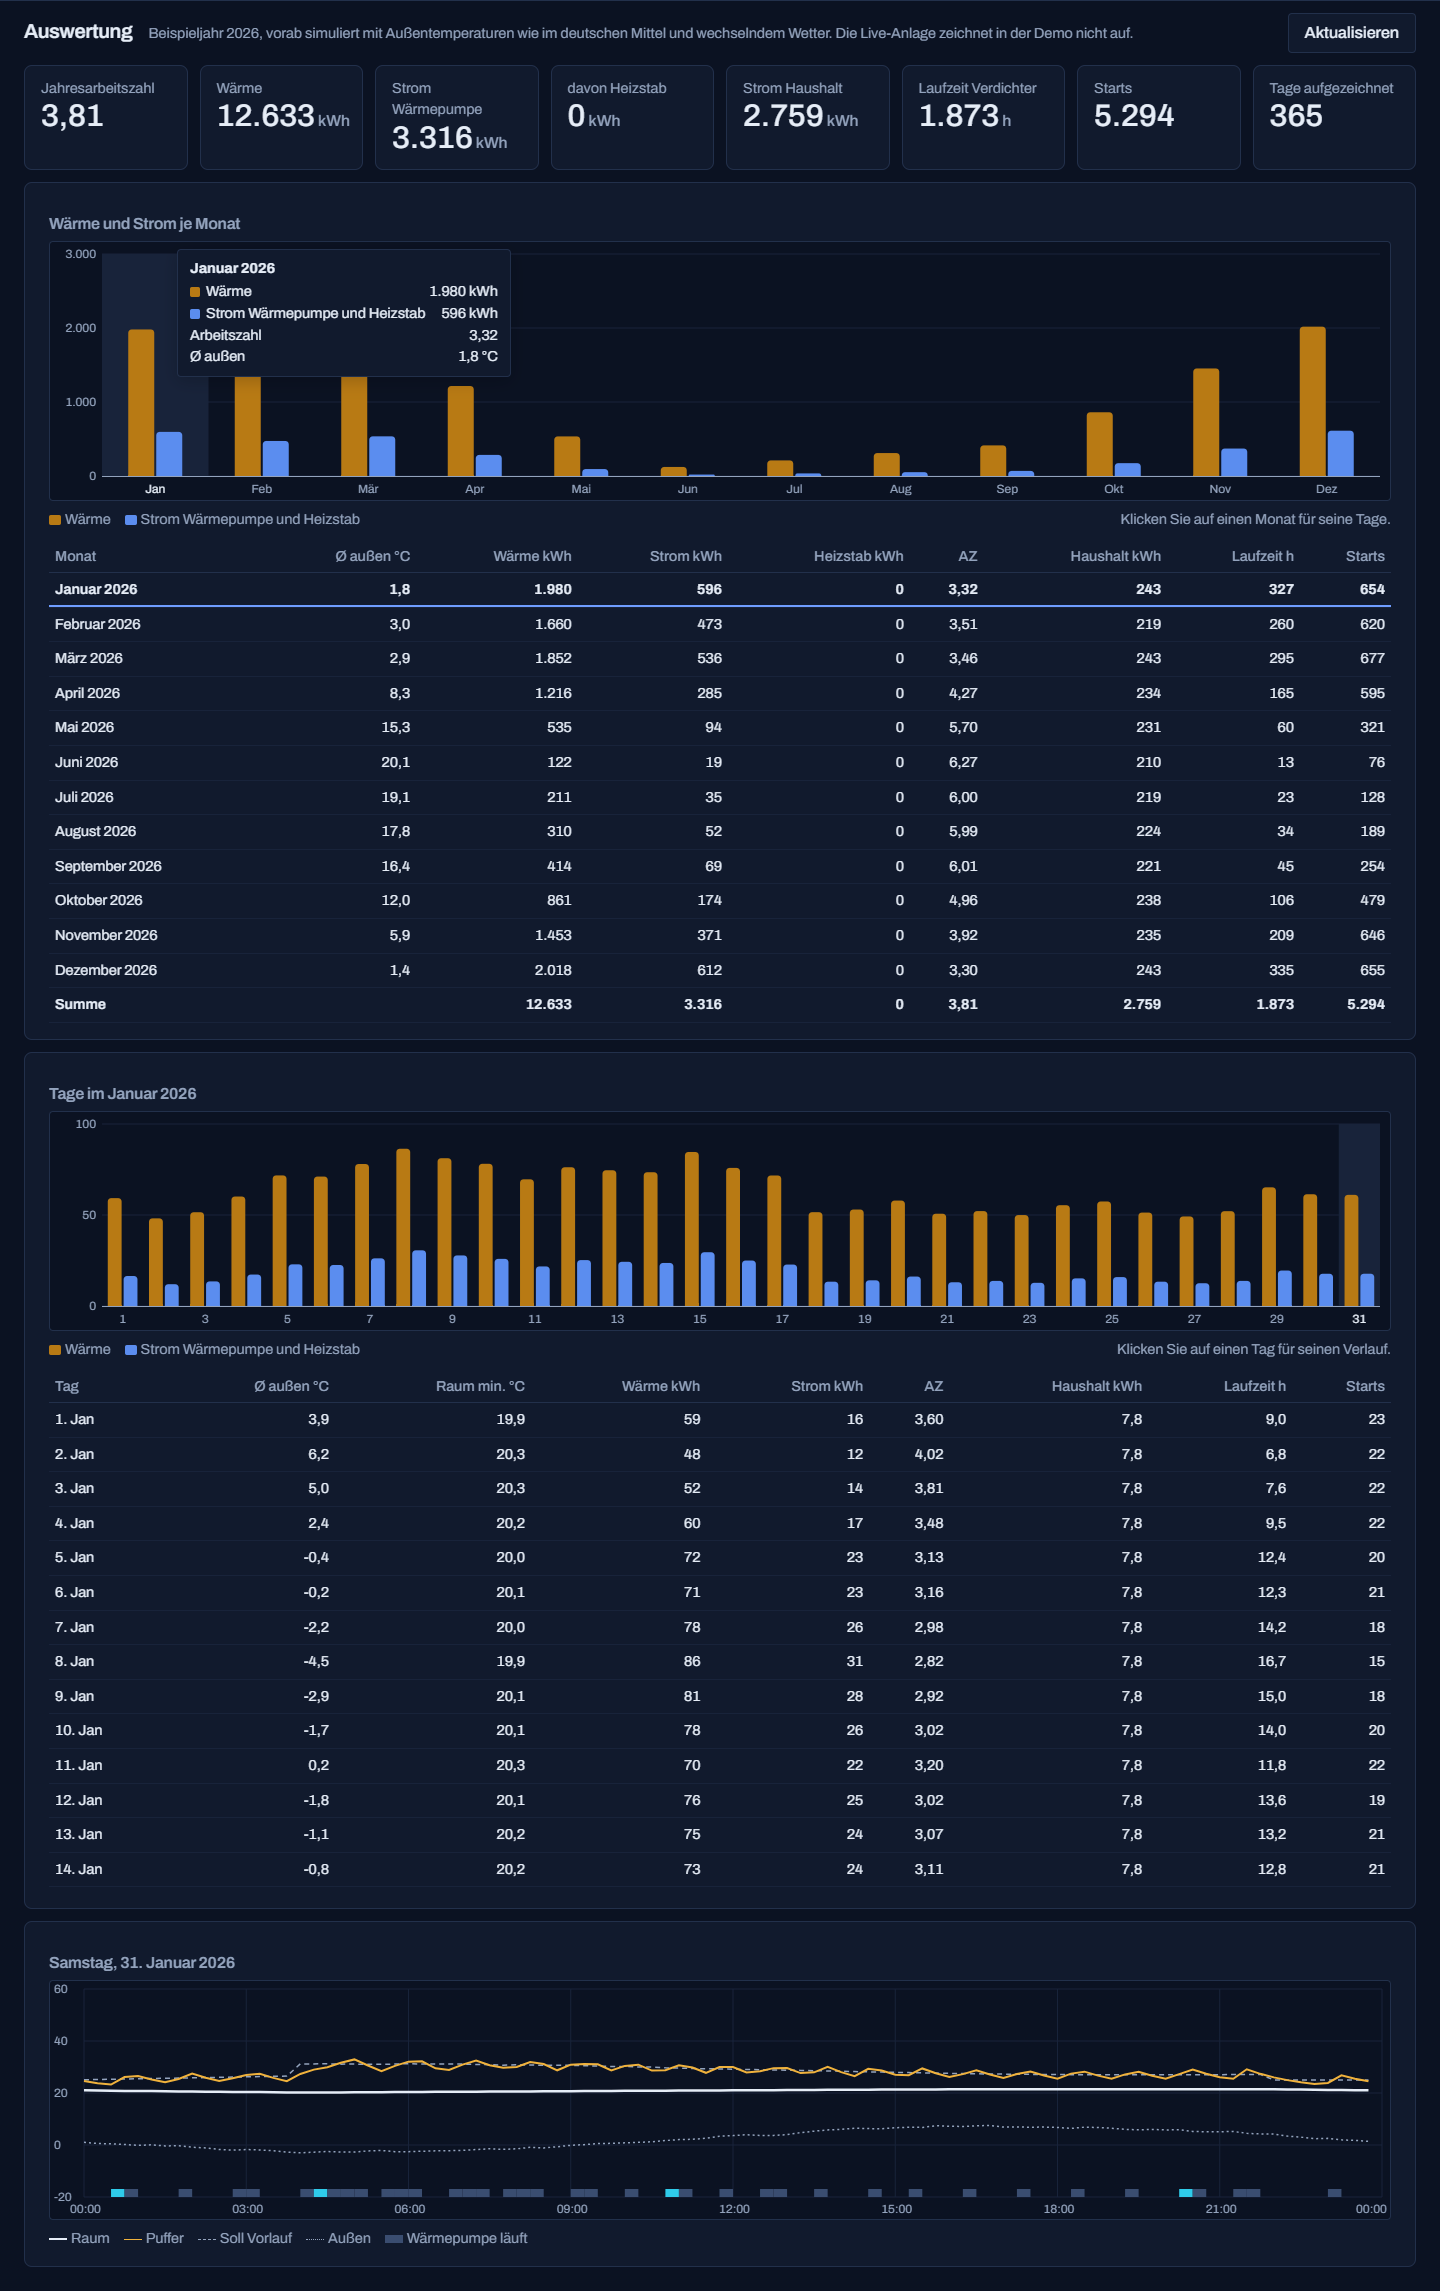 Auswertung Beispieljahr 2026, vorab simuliert mit Außentemperaturen wie im deutschen Mittel und wechselndem Wetter. Die Live-Anlage zeichnet in der Demo nicht auf. Aktualisieren
Jahresarbeitszahl
3,81
Wärme
12.633 kWh
Strom
Wärmepumpe
3.316 kWh
davon Heizstab
0 kWh
Strom Haushalt
2.759 kWh
Laufzeit Verdichter
1.873 h
Starts
5.294
Tage aufgezeichnet
365
Wärme und Strom je Monat
3.000
2.000
1.000
0
Januar 2026
Wärme 1.980 kWh
Strom Wärmepumpe und Heizstab 596 kWh
Arbeitszahl 3,32
Ø außen 1,8 °C
Jan Feb Mär Apr Mai Jun Jul Aug Sep Okt Nov Dez
Wärme Strom Wärmepumpe und Heizstab Klicken Sie auf einen Monat für seine Tage.
Monat Ø außen °C Wärme kWh Strom kWh Heizstab kWh AZ Haushalt kWh Laufzeit h Starts
Januar 2026 1,8 1.980 596 0 3,32 243 327 654
Februar 2026 3,0 1.660 473 0 3,51 219 260 620
März 2026 2,9 1.852 536 0 3,46 243 295 677
April 2026 8,3 1.216 285 0 4,27 234 165 595
Mai 2026 15,3 535 94 0 5,70 231 60 321
Juni 2026 20,1 122 19 0 6,27 210 13 76
Juli 2026 19,1 211 35 0 6,00 219 23 128
August 2026 17,8 310 52 0 5,99 224 34 189
September 2026 16,4 414 69 0 6,01 221 45 254
Oktober 2026 12,0 861 174 0 4,96 238 106 479
November 2026 5,9 1.453 371 0 3,92 235 209 646
Dezember 2026 1,4 2.018 612 0 3,30 243 335 655
Summe 12.633 3.316 0 3,81 2.759 1.873 5.294
Tage im Januar 2026
100
50
0
1 3 5 7 9 11 13 15 17 19 21 23 25 27 29 31
Wärme Strom Wärmepumpe und Heizstab Klicken Sie auf einen Tag für seinen Verlauf.
Tag Ø außen °C Raum min. °C Wärme kWh Strom kWh AZ Haushalt kWh Laufzeit h Starts
1. Jan 3,9 19,9 59 16 3,60 7,8 9,0 23
2. Jan 6,2 20,3 48 12 4,02 7,8 6,8 22
3. Jan 5,0 20,3 52 14 3,81 7,8 7,6 22
4. Jan 2,4 20,2 60 17 3,48 7,8 9,5 22
5. Jan -0,4 20,0 72 23 3,13 7,8 12,4 20
6. Jan -0,2 20,1 71 23 3,16 7,8 12,3 21
7. Jan -2,2 20,0 78 26 2,98 7,8 14,2 18
8. Jan -4,5 19,9 86 31 2,82 7,8 16,7 15
9. Jan -2,9 20,1 81 28 2,92 7,8 15,0 18
10. Jan -1,7 20,1 78 26 3,02 7,8 14,0 20
11. Jan 0,2 20,3 70 22 3,20 7,8 11,8 22
12. Jan -1,8 20,1 76 25 3,02 7,8 13,6 19
13. Jan -1,1 20,2 75 24 3,07 7,8 13,2 21
14. Jan -0,8 20,2 73 24 3,11 7,8 12,8 21
Samstag, 31. Januar 2026
60
40
20
0
-20
00:00 03:00 06:00 09:00 12:00 15:00 18:00 21:00 00:00
Raum Puffer Soll Vorlauf Außen Wärmepumpe läuft